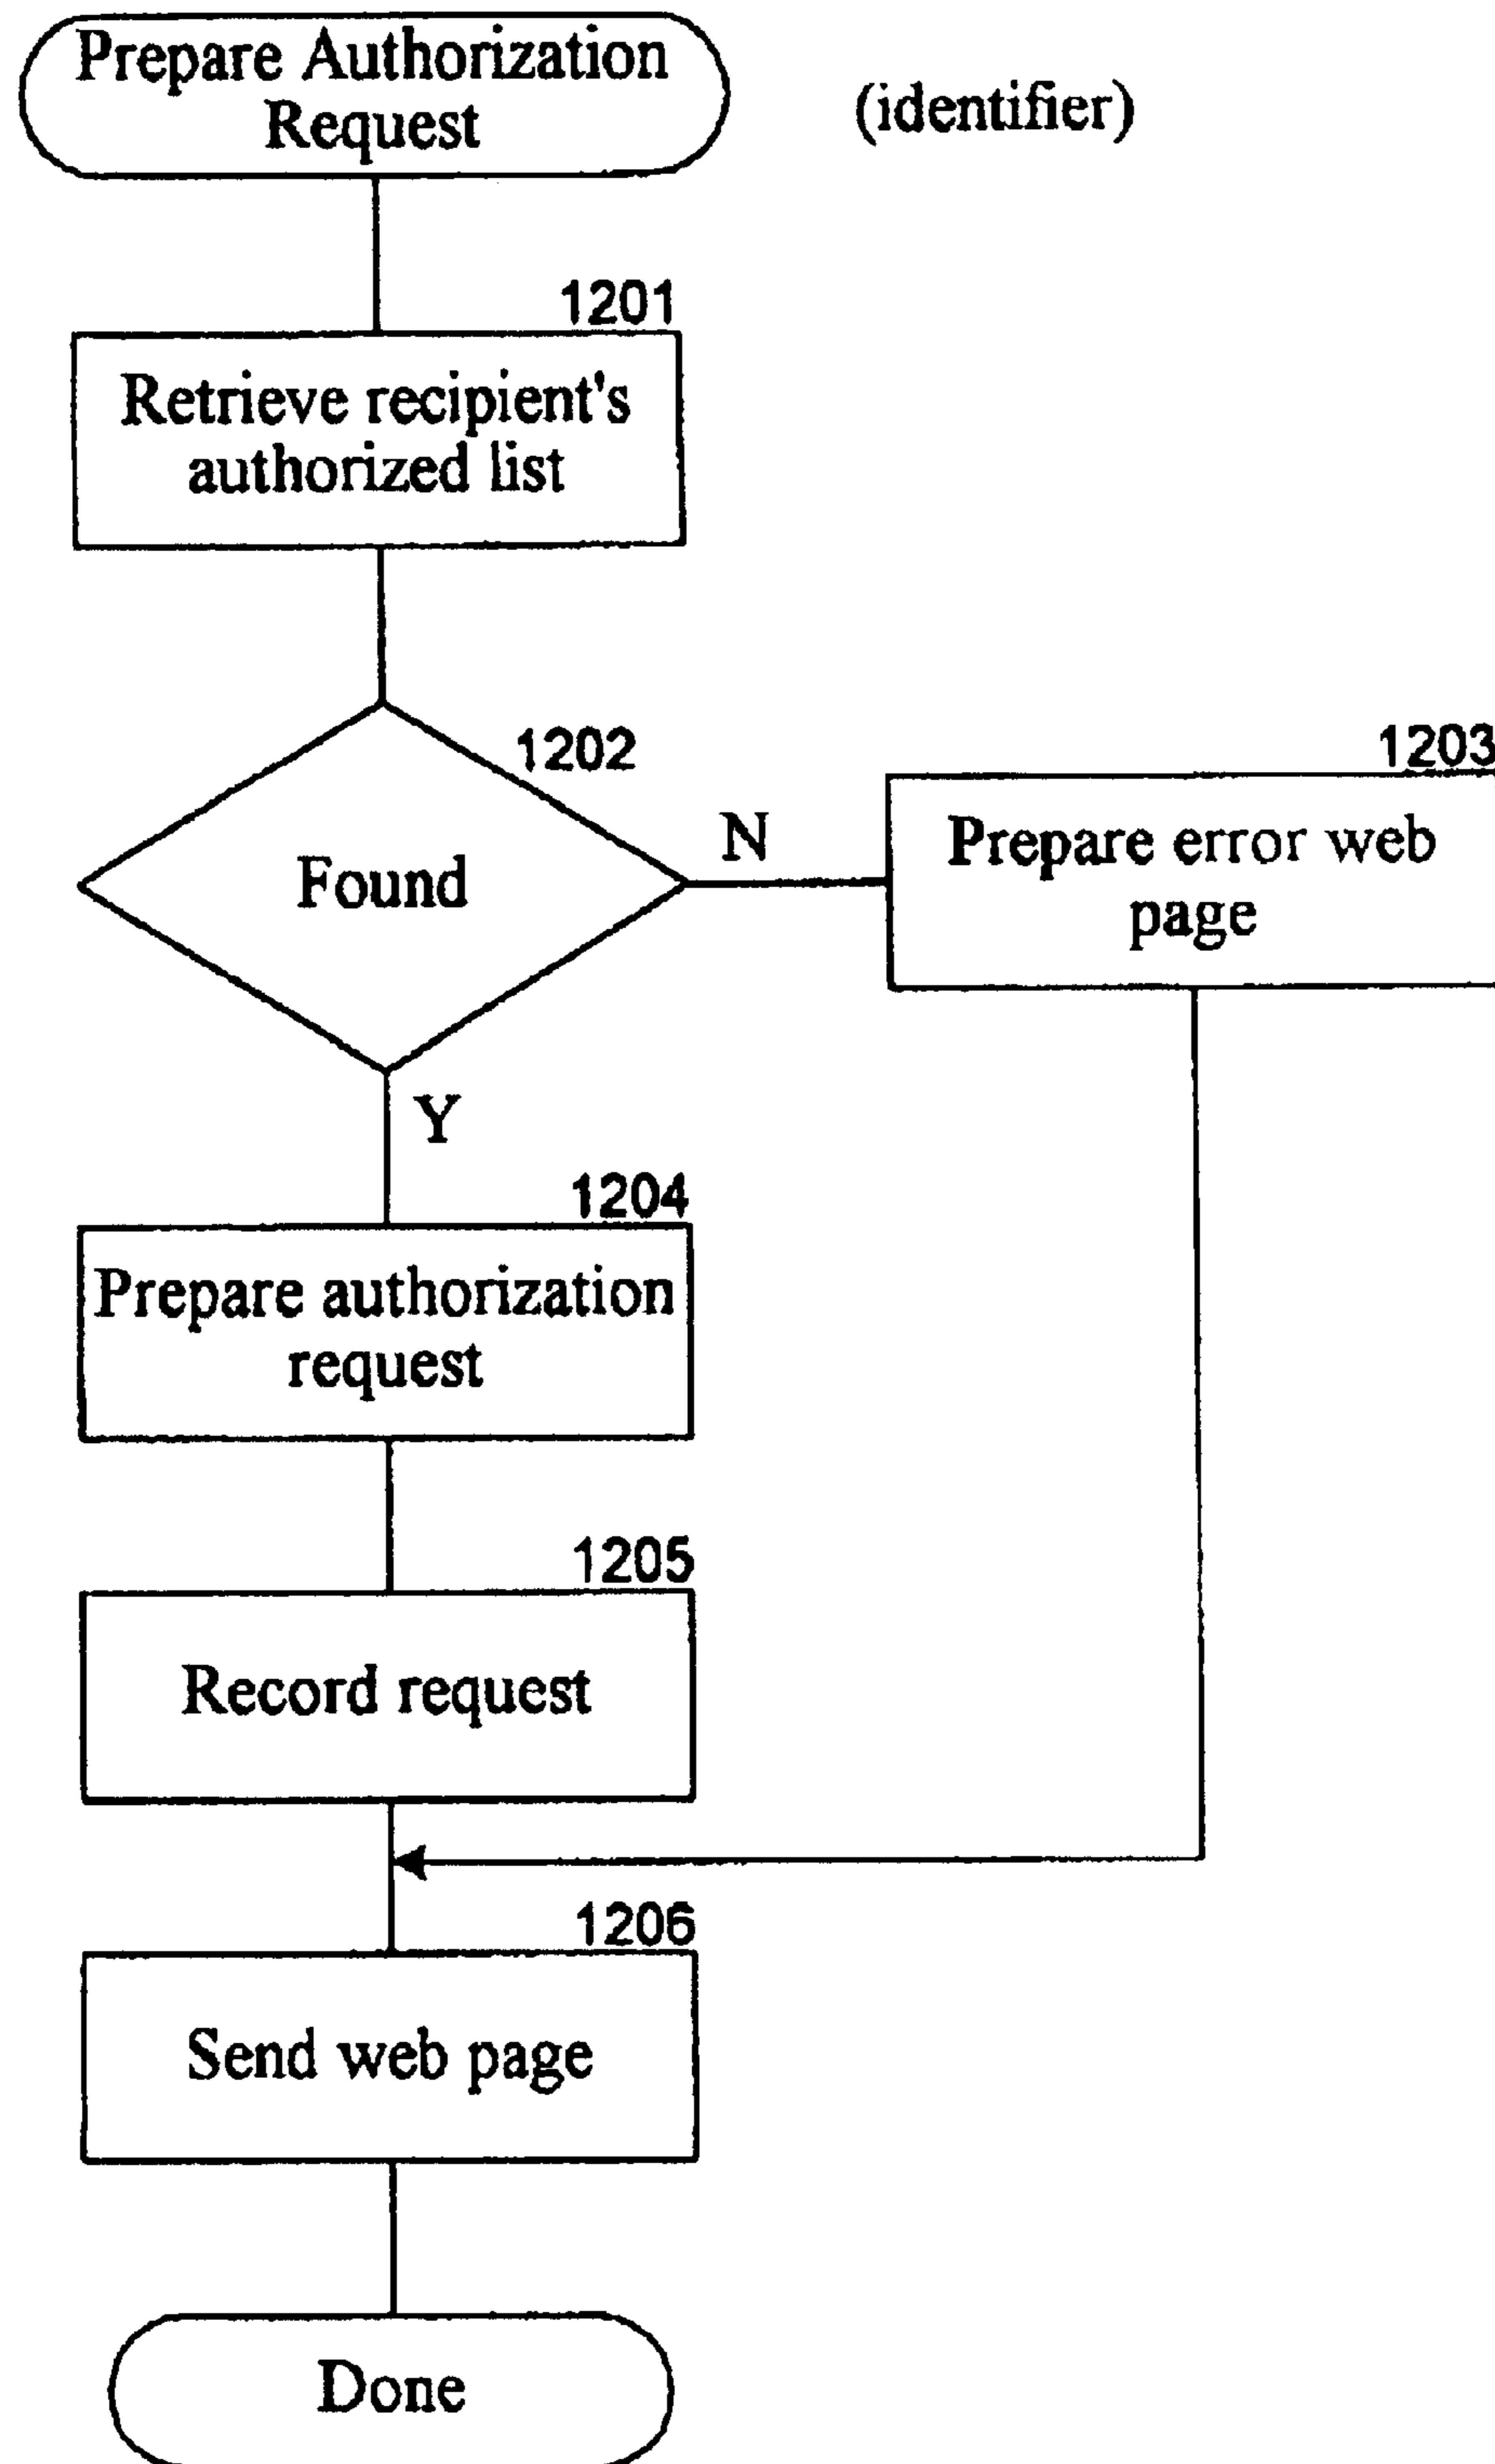 Prepare Authorization
Request
(identifier)
1201
Retrieve recipient's
authorized list
1202
Found
N
1203
Prepare error web
page
Y
1204
Prepare authorization
request
1205
Record request
1206
Send web page
Done